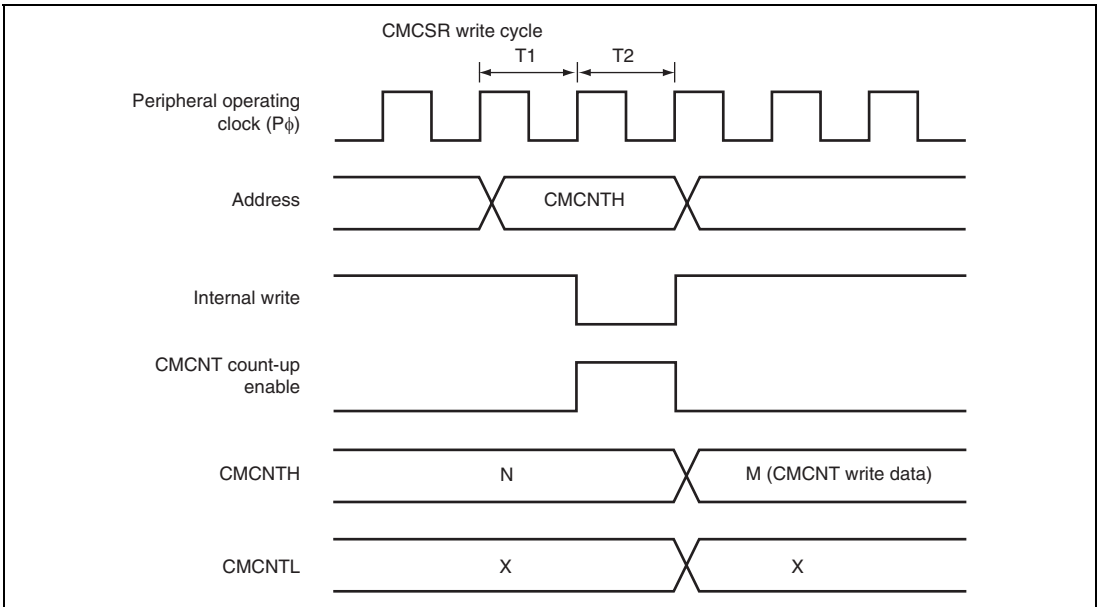 CMCSR write cycle
T1 T2
Peripheral operating
clock (Pφ)
Address CMCNTH
Internal write
CMCNT count-up
enable
CMCNTH N M (CMCNT write data)
CMCNTL X X